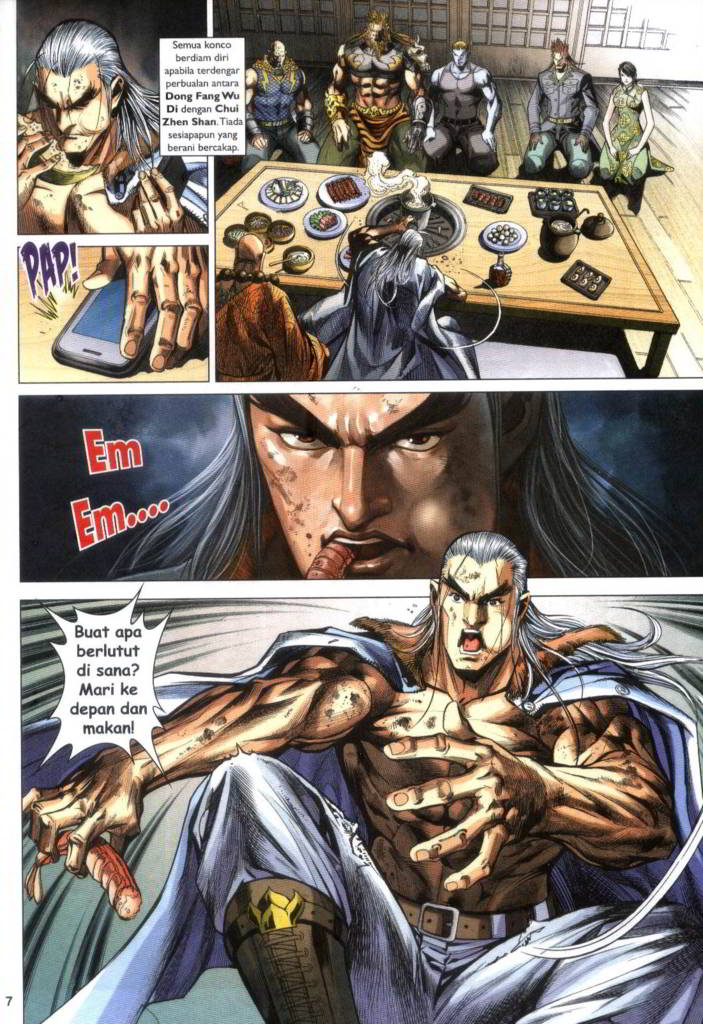 Semua konco
berdiam diri
apabila terdengar
perbualan antara
Dong Fang Wu
Di dengan Chui
Zhen Shan. Tiada
sesiapapun yang
berani bercakap.
PAP!
Em
Em....
Buat apa
berlutut
di sana?
Mari ke
depan dan
makan!
7